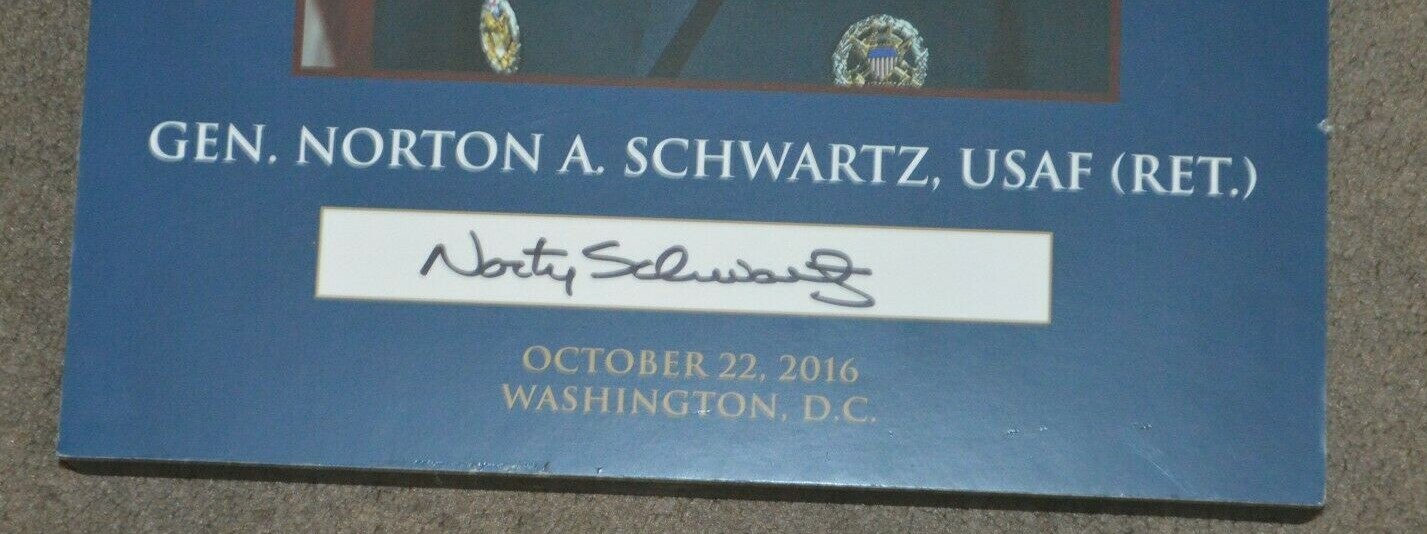 GEN. NORTON A. SCHWARTZ, USAF (RET.)
Norty Schwartz
OCTOBER 22, 2016
WASHINGTON, D.C.